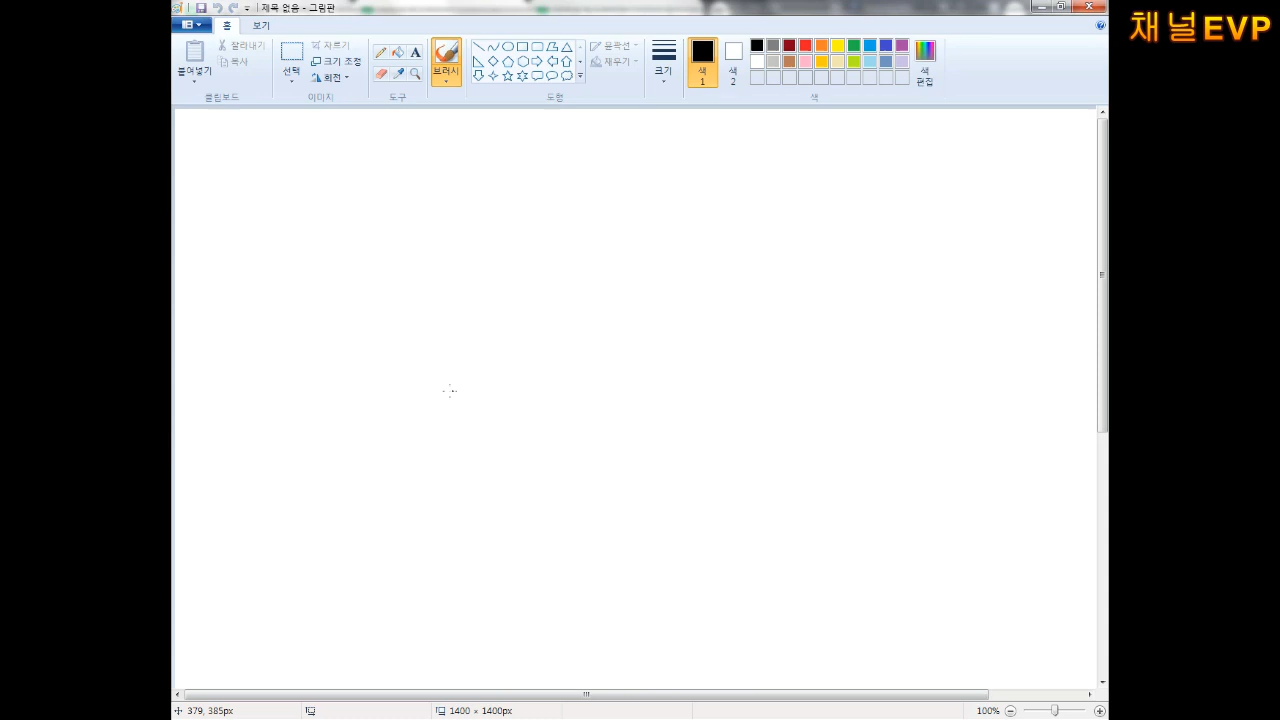 제목 없음 - 그림판
채널EVP
홈
보기
붙여넣기
잘라내기
복사
클립보드
선택
자르기
크기 조정
회전
이미지
A
도구
브러시
도형
윤곽선
채우기
크기
색
1
색
2
색
편집
색
379, 385px
1400 × 1400px
100%